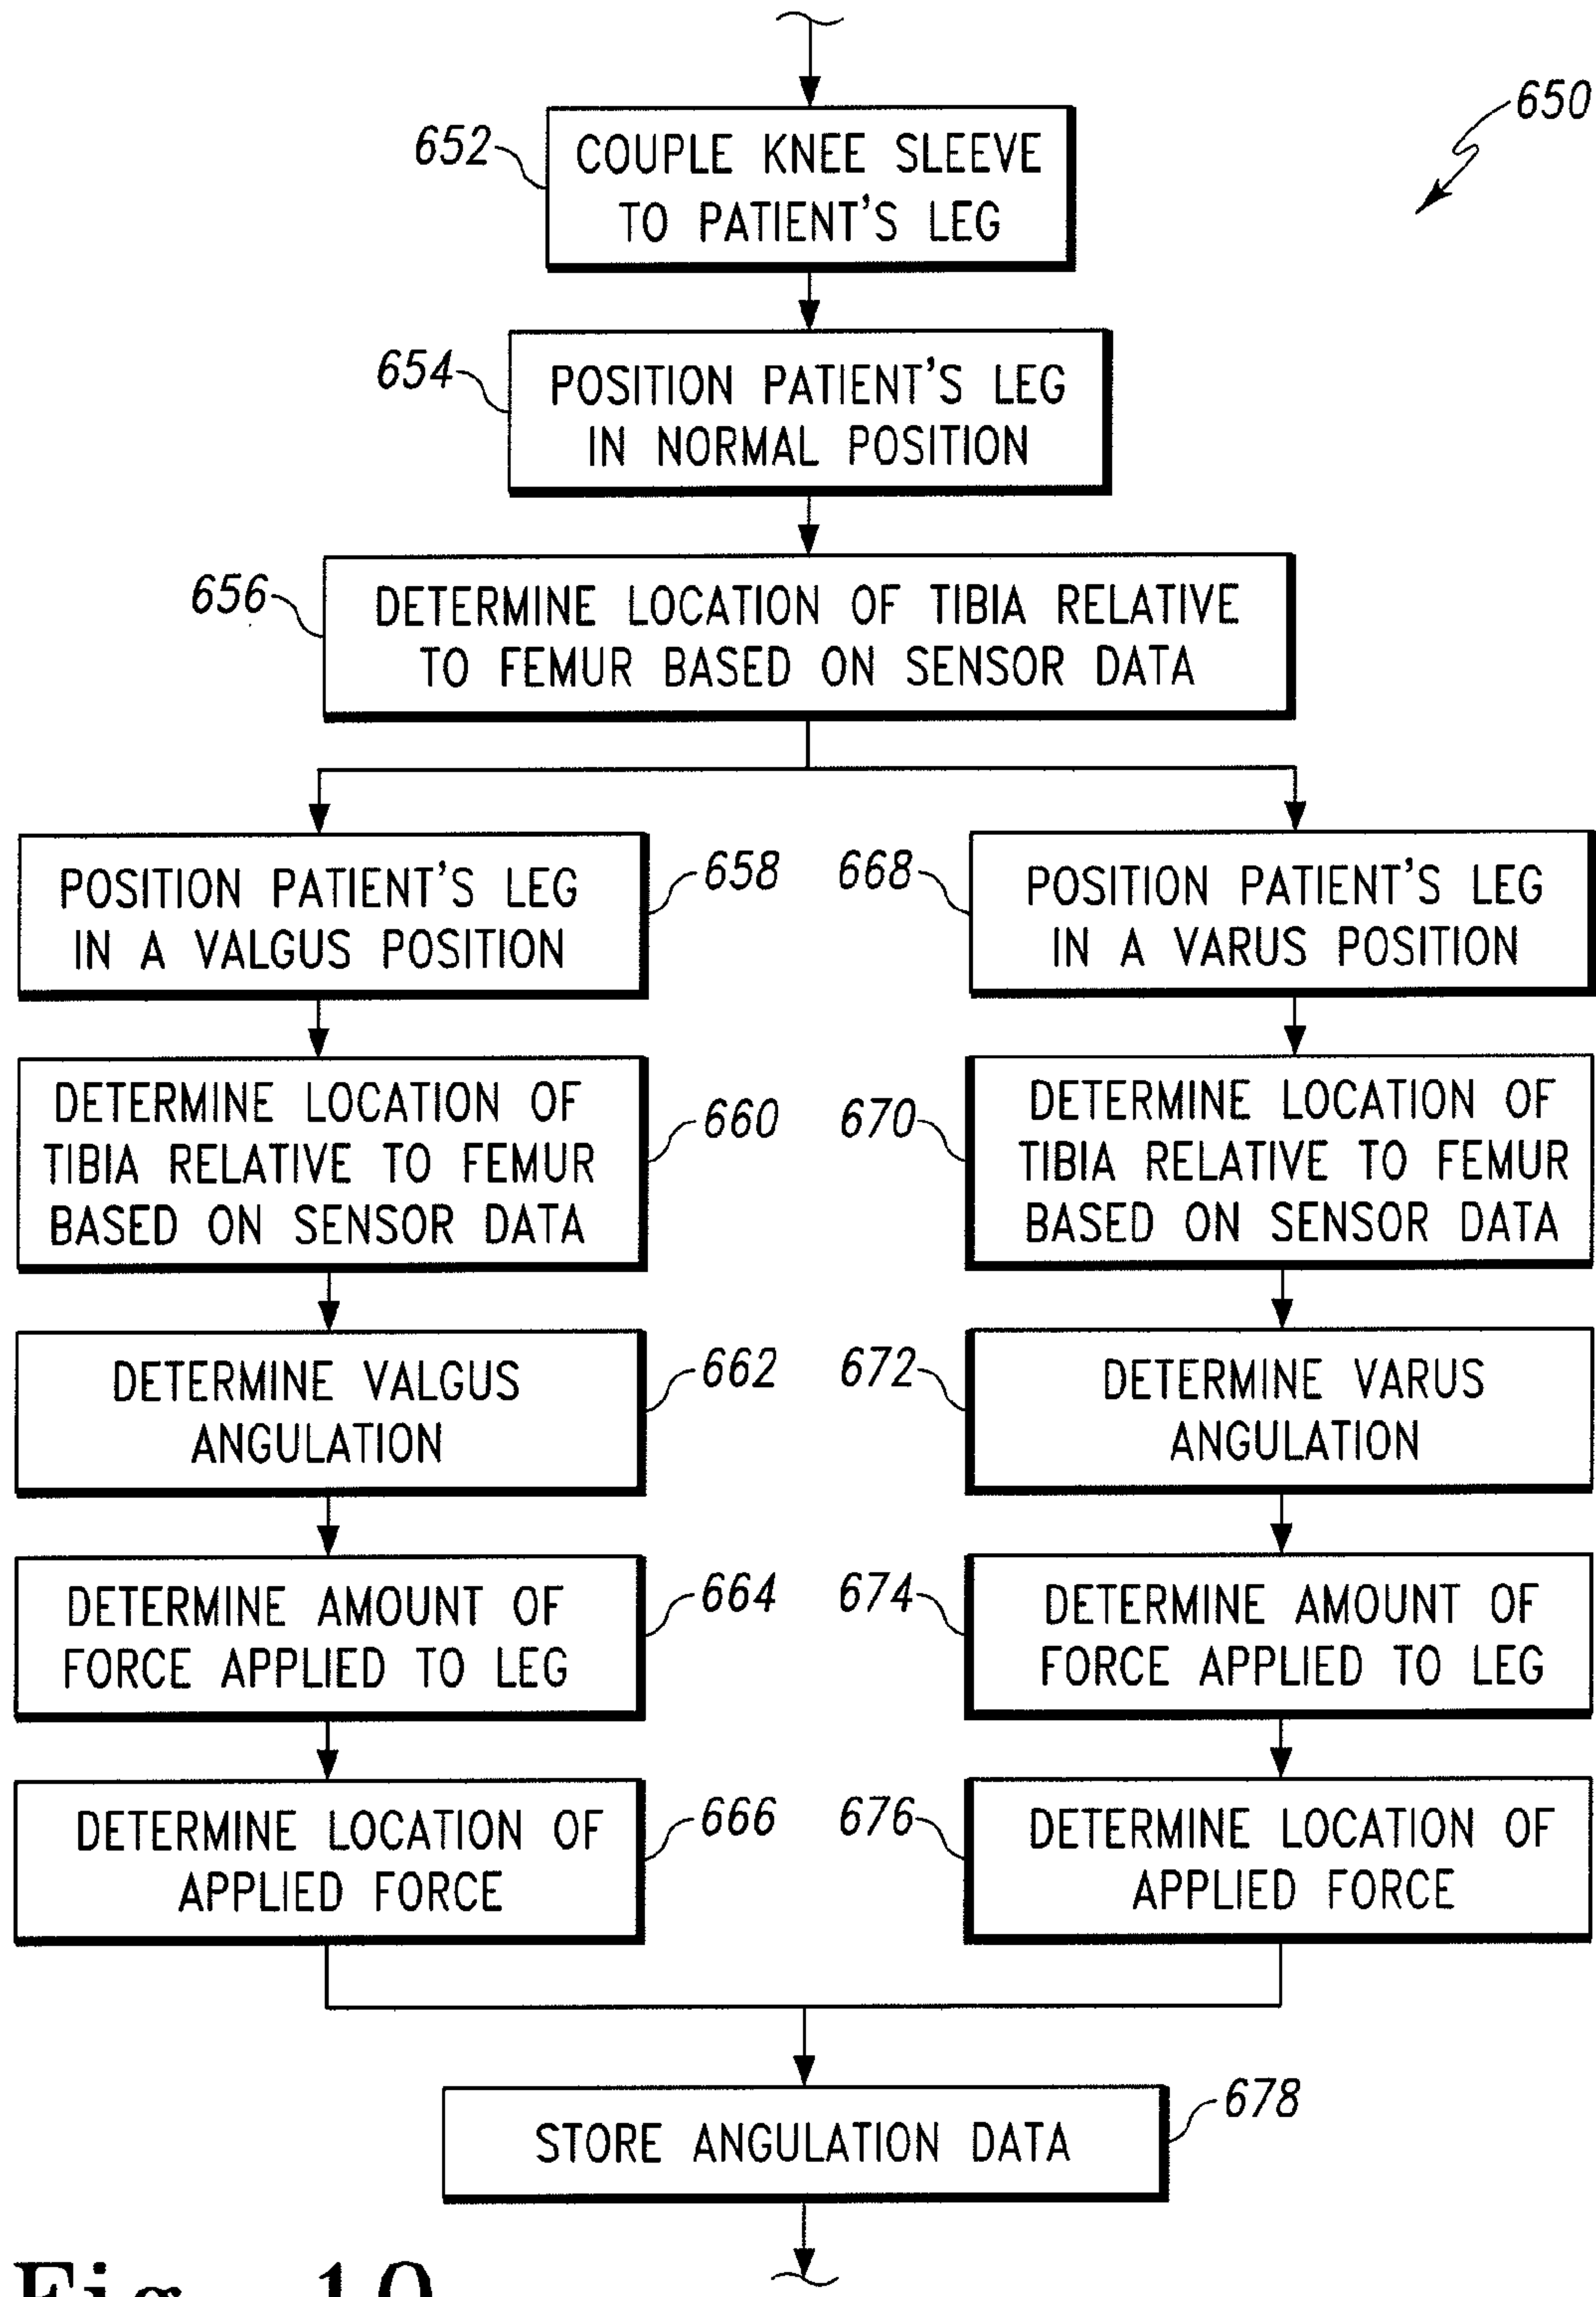 650
652
COUPLE KNEE SLEEVE
TO PATIENT'S LEG
654
POSITION PATIENT'S LEG
IN NORMAL POSITION
656
DETERMINE LOCATION OF TIBIA RELATIVE
TO FEMUR BASED ON SENSOR DATA
POSITION PATIENT'S LEG
IN A VALGUS POSITION
658
DETERMINE LOCATION OF
TIBIA RELATIVE TO FEMUR
BASED ON SENSOR DATA
660
DETERMINE VALGUS
ANGULATION
662
DETERMINE AMOUNT OF
FORCE APPLIED TO LEG
664
DETERMINE LOCATION OF
APPLIED FORCE
666
668
POSITION PATIENT'S LEG
IN A VARUS POSITION
670
DETERMINE LOCATION OF
TIBIA RELATIVE TO FEMUR
BASED ON SENSOR DATA
672
DETERMINE VARUS
ANGULATION
674
DETERMINE AMOUNT OF
FORCE APPLIED TO LEG
676
DETERMINE LOCATION OF
APPLIED FORCE
STORE ANGULATION DATA
678